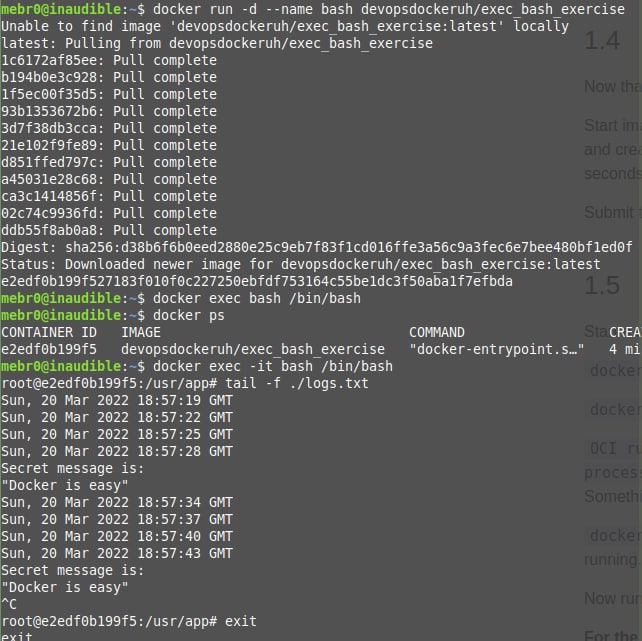 mebr0@inaudible:~$ docker run -d --name bash devopsdockeruh/exec_bash_exercise
Unable to find image 'devopsdockeruh/exec_bash_exercise:latest' locally
latest: Pulling from devopsdockeruh/exec_bash_exercise
1c6172af85ee: Pull complete
b194b0e3c928: Pull complete
1f5ec00f35d5: Pull complete
93b1353672b6: Pull complete
3d7f38db3cca: Pull complete
21e102f9fe89: Pull complete
d851ffed797c: Pull complete
a45031e28c68: Pull complete
ca3c1414856f: Pull complete
02c74c9936fd: Pull complete
ddb55f8ab0a8: Pull complete
Digest: sha256:d38b6f6b0eed2880e25c9eb7f83f1cd016ffe3a56c9a3fec6e7bee480bf1ed0f
Status: Downloaded newer image for devopsdockeruh/exec_bash_exercise:latest
e2edf0b199f527183f010f0c227250ebfdf753164c55be1dc3f50aba1f7efbda
mebr0@inaudible:~$ docker exec bash /bin/bash
mebr0@inaudible:~$ docker ps
CONTAINER ID   IMAGE                               COMMAND                  CREA
e2edf0b199f5   devopsdockeruh/exec_bash_exercise   "docker-entrypoint.s…"   4 mi
mebr0@inaudible:~$ docker exec -it bash /bin/bash
root@e2edf0b199f5:/usr/app# tail -f ./logs.txt
Sun, 20 Mar 2022 18:57:19 GMT
Sun, 20 Mar 2022 18:57:22 GMT
Sun, 20 Mar 2022 18:57:25 GMT
Sun, 20 Mar 2022 18:57:28 GMT
Secret message is:
"Docker is easy"
Sun, 20 Mar 2022 18:57:34 GMT
Sun, 20 Mar 2022 18:57:37 GMT
Sun, 20 Mar 2022 18:57:40 GMT
Sun, 20 Mar 2022 18:57:43 GMT
Secret message is:
"Docker is easy"
^C
root@e2edf0b199f5:/usr/app# exit
exit
1.4
Now tha
Start im
and crea
seconds
Submit t
1.5
Sta
docker
docker
OCI ru
proces
Somethi
docker
running.
Now run
For the